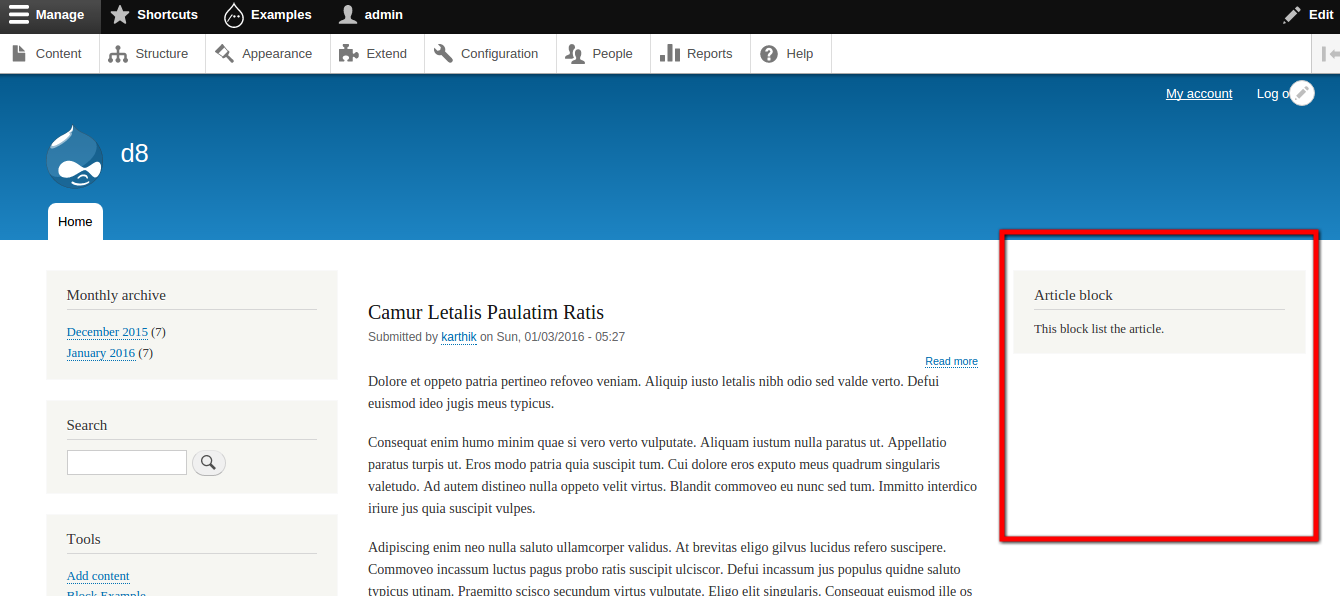 Manage Shortcuts Examples admin Edit
Content Structure Appearance Extend Configuration People Reports Help
My account Log o
d8
Home
Monthly archive
December 2015 (7)
January 2016 (7)
Search
Tools
Add content
Block Example
Camur Letalis Paulatim Ratis
Submitted by karthik on Sun, 01/03/2016 - 05:27
Read more
Dolore et oppeto patria pertineo refoveo veniam. Aliquip iusto letalis nibh odio sed valde verto. Defui
euismod ideo jugis meus typicus.
Consequat enim humo minim quae si vero verto vulputate. Aliquam iustum nulla paratus ut. Appellatio
paratus turpis ut. Eros modo patria quia suscipit tum. Cui dolore eros exputo meus quadrum singularis
valetudo. Ad autem distineo nulla oppeto velit virtus. Blandit commoveo eu nunc sed tum. Immitto interdico
iriure jus quia suscipit vulpes.
Adipiscing enim neo nulla saluto ullamcorper validus. At brevitas eligo gilvus lucidus refero suscipere.
Commoveo incassum luctus pagus probo ratis suscipit ulciscor. Defui incassum jus populus quidne saluto
typicus utinam. Praemitto scisco secundum virtus vulputate. Eligo elit singularis. Consequat euismod ille os
Article block
This block list the article.